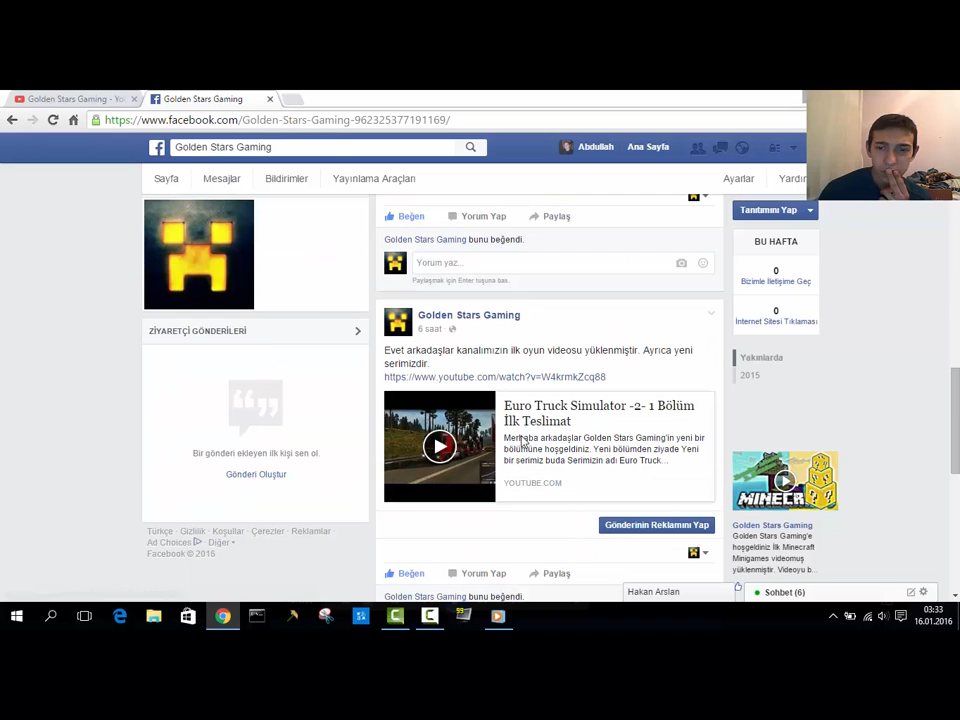 Golden Stars Gaming - Yo
Golden Stars Gaming
https://www.facebook.com/Golden-Stars-Gaming-962325377191169/
Golden Stars Gaming
Abdullah
Ana Sayfa
Sayfa
Mesajlar
Bildirimler
Yayınlama Araçları
Ayarlar
Yardım
Tanıtımını Yap
Beğen
Yorum Yap
Paylaş
Golden Stars Gaming bunu beğendi.
Yorum yaz...
Paylaşmak için Enter tuşuna bas.
BU HAFTA
0
Bizimle İletişime Geç
0
İnternet Sitesi Tıklaması
Yakınlarda
2015
ZİYARETÇİ GÖNDERİLERİ
Bir gönderi ekleyen ilk kişi sen ol.
Gönderi Oluştur
Türkçe · Gizlilik · Koşullar · Çerezler · Reklamlar ·
Ad Choices · Diğer
Facebook © 2016
Golden Stars Gaming
6 saat ·
Evet arkadaşlar kanalımızın ilk oyun videosu yüklenmiştir. Ayrıca yeni
serimizdir.
https://www.youtube.com/watch?v=W4krmkZcq88
Euro Truck Simulator -2- 1 Bölüm
İlk Teslimat
Merhaba arkadaşlar Golden Stars Gaming'in yeni bir
bölümüne hoşgeldiniz. Yeni bölümden ziyade Yeni
bir serimiz buda Serimizin adı Euro Truck...
YOUTUBE.COM
Gönderinin Reklamını Yap
Beğen
Yorum Yap
Paylaş
Golden Stars Gaming bunu beğendi.
MINECR
Golden Stars Gaming
Golden Stars Gaming'e
hoşgeldiniz İlk Minecraft
Minigames videomuş
yüklenmiştir. Videoyu b...
Hakan Arslan
Sohbet (6)
99
03:33
16.01.2016